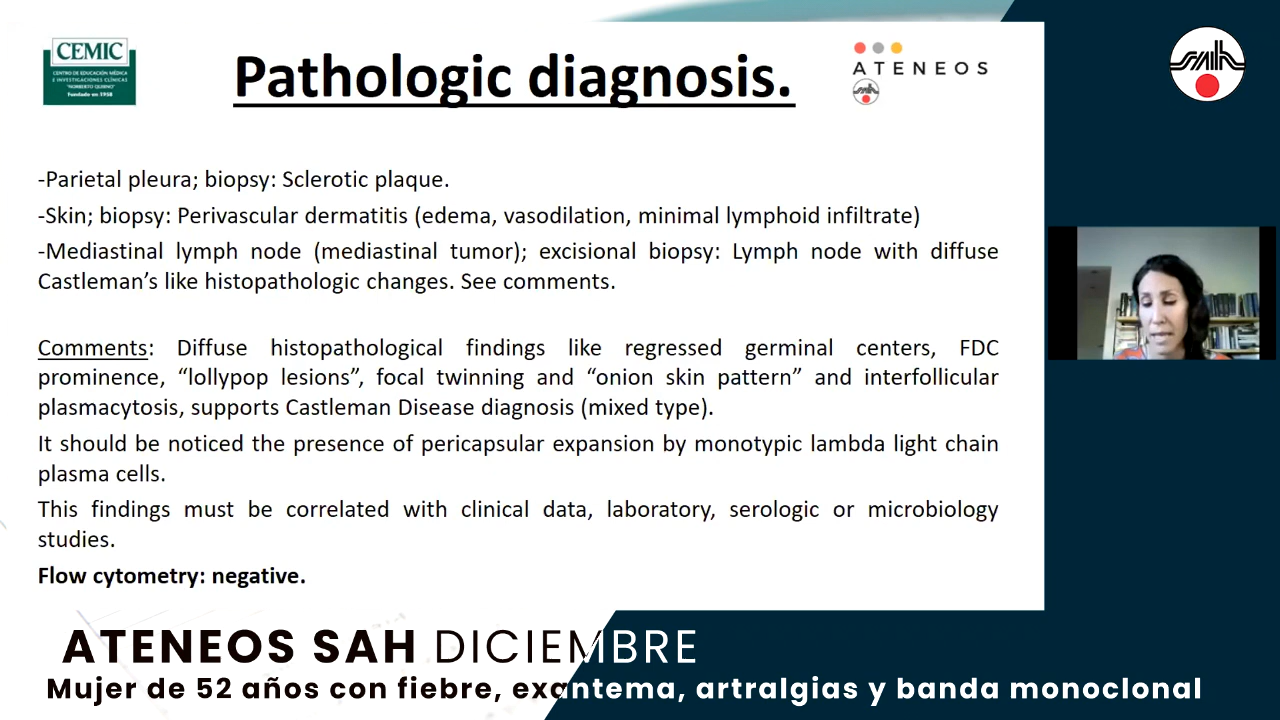 CEMIC
CENTRO DE EDUCACIÓN MÉDICA
E INVESTIGACIONES CLÍNICAS
"NORBERTO QUIRNO"
Fundado en 1958
Pathologic diagnosis.
ATENEOS
-Parietal pleura; biopsy: Sclerotic plaque.
-Skin; biopsy: Perivascular dermatitis (edema, vasodilation, minimal lymphoid infiltrate)
-Mediastinal lymph node (mediastinal tumor); excisional biopsy: Lymph node with diffuse
Castleman’s like histopathologic changes. See comments.
Comments: Diffuse histopathological findings like regressed germinal centers, FDC
prominence, “lollypop lesions”, focal twinning and “onion skin pattern” and interfollicular
plasmacytosis, supports Castleman Disease diagnosis (mixed type).
It should be noticed the presence of pericapsular expansion by monotypic lambda light chain
plasma cells.
This findings must be correlated with clinical data, laboratory, serologic or microbiology
studies.
Flow cytometry: negative.
ATENEOS SAH DICIEMBRE
Mujer de 52 años con fiebre, exantema, artralgias y banda monoclonal